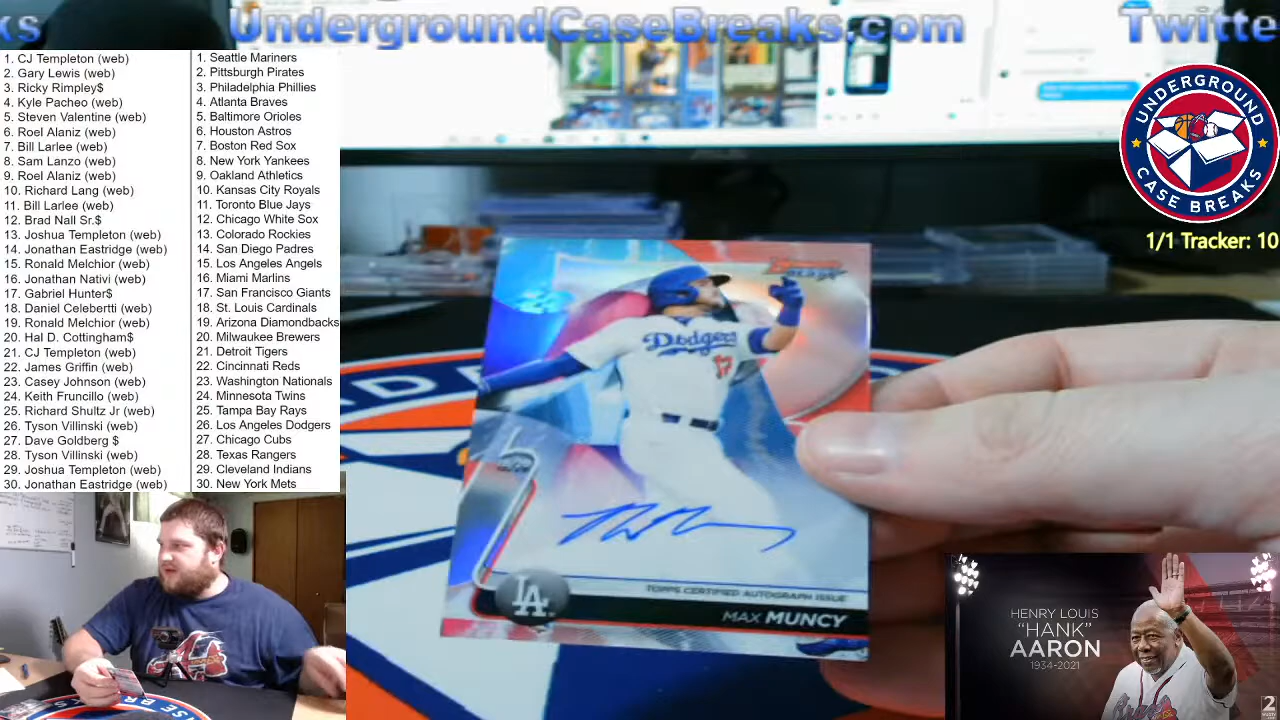 ks UndergroundCaseBreaks.com Twitte
1. CJ Templeton (web)
2. Gary Lewis (web)
3. Ricky Rimpley$
4. Kyle Pacheo (web)
5. Steven Valentine (web)
6. Roel Alaniz (web)
7. Bill Larlee (web)
8. Sam Lanzo (web)
9. Roel Alaniz (web)
10. Richard Lang (web)
11. Bill Larlee (web)
12. Brad Nall Sr.$
13. Joshua Templeton (web)
14. Jonathan Eastridge (web)
15. Ronald Melchior (web)
16. Jonathan Nativi (web)
17. Gabriel Hunter$
18. Daniel Celebertti (web)
19. Ronald Melchior (web)
20. Hal D. Cottingham$
21. CJ Templeton (web)
22. James Griffin (web)
23. Casey Johnson (web)
24. Keith Fruncillo (web)
25. Richard Shultz Jr (web)
26. Tyson Villinski (web)
27. Dave Goldberg $
28. Tyson Villinski (web)
29. Joshua Templeton (web)
30. Jonathan Eastridge (web)
1. Seattle Mariners
2. Pittsburgh Pirates
3. Philadelphia Phillies
4. Atlanta Braves
5. Baltimore Orioles
6. Houston Astros
7. Boston Red Sox
8. New York Yankees
9. Oakland Athletics
10. Kansas City Royals
11. Toronto Blue Jays
12. Chicago White Sox
13. Colorado Rockies
14. San Diego Padres
15. Los Angeles Angels
16. Miami Marlins
17. San Francisco Giants
18. St. Louis Cardinals
19. Arizona Diamondbacks
20. Milwaukee Brewers
21. Detroit Tigers
22. Cincinnati Reds
23. Washington Nationals
24. Minnesota Twins
25. Tampa Bay Rays
26. Los Angeles Dodgers
27. Chicago Cubs
28. Texas Rangers
29. Cleveland Indians
30. New York Mets
UNDERGROUND
CASE BREAKS
1/1 Tracker: 10
Dodgers
17
LA
TOPPS CERTIFIED AUTOGRAPH ISSUE
MAX MUNCY
HENRY LOUIS
"HANK"
AARON
1934-2021
2